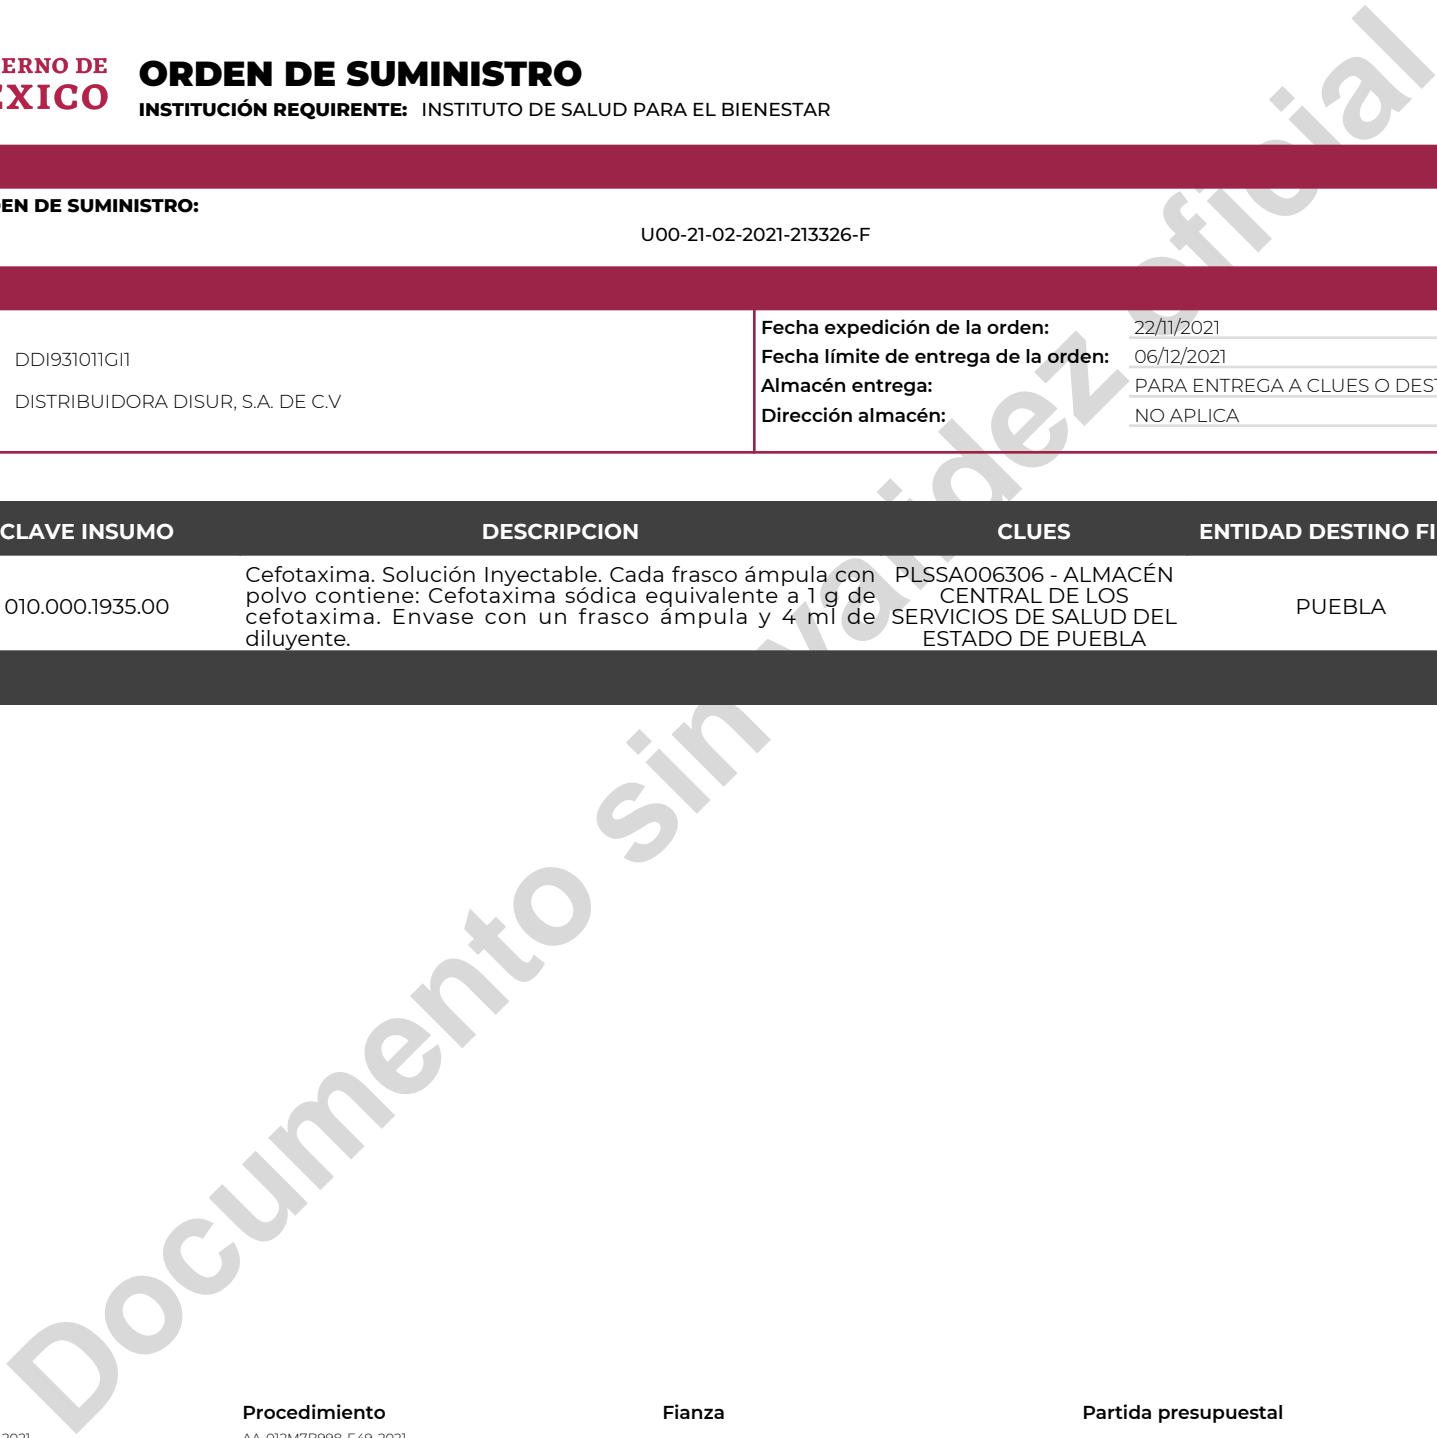 ERNO DE
ÉXICO
ORDEN DE SUMINISTRO
INSTITUCIÓN REQUIRENTE: INSTITUTO DE SALUD PARA EL BIENESTAR
EN DE SUMINISTRO:
U00-21-02-2021-213326-F
DDI931011GI1
DISTRIBUIDORA DISUR, S.A. DE C.V
Fecha expedición de la orden: 22/11/2021
Fecha límite de entrega de la orden: 06/12/2021
Almacén entrega: PARA ENTREGA A CLUES O DEST
Dirección almacén: NO APLICA
CLAVE INSUMO DESCRIPCION CLUES ENTIDAD DESTINO FI
010.000.1935.00
Cefotaxima. Solución Inyectable. Cada frasco ámpula con
polvo contiene: Cefotaxima sódica equivalente a 1 g de
cefotaxima. Envase con un frasco ámpula y 4 ml de
diluyente.
PLSSA006306 - ALMACÉN
CENTRAL DE LOS
SERVICIOS DE SALUD DEL
ESTADO DE PUEBLA
PUEBLA
Documento sin validez oficial
Procedimiento Fianza Partida presupuestal